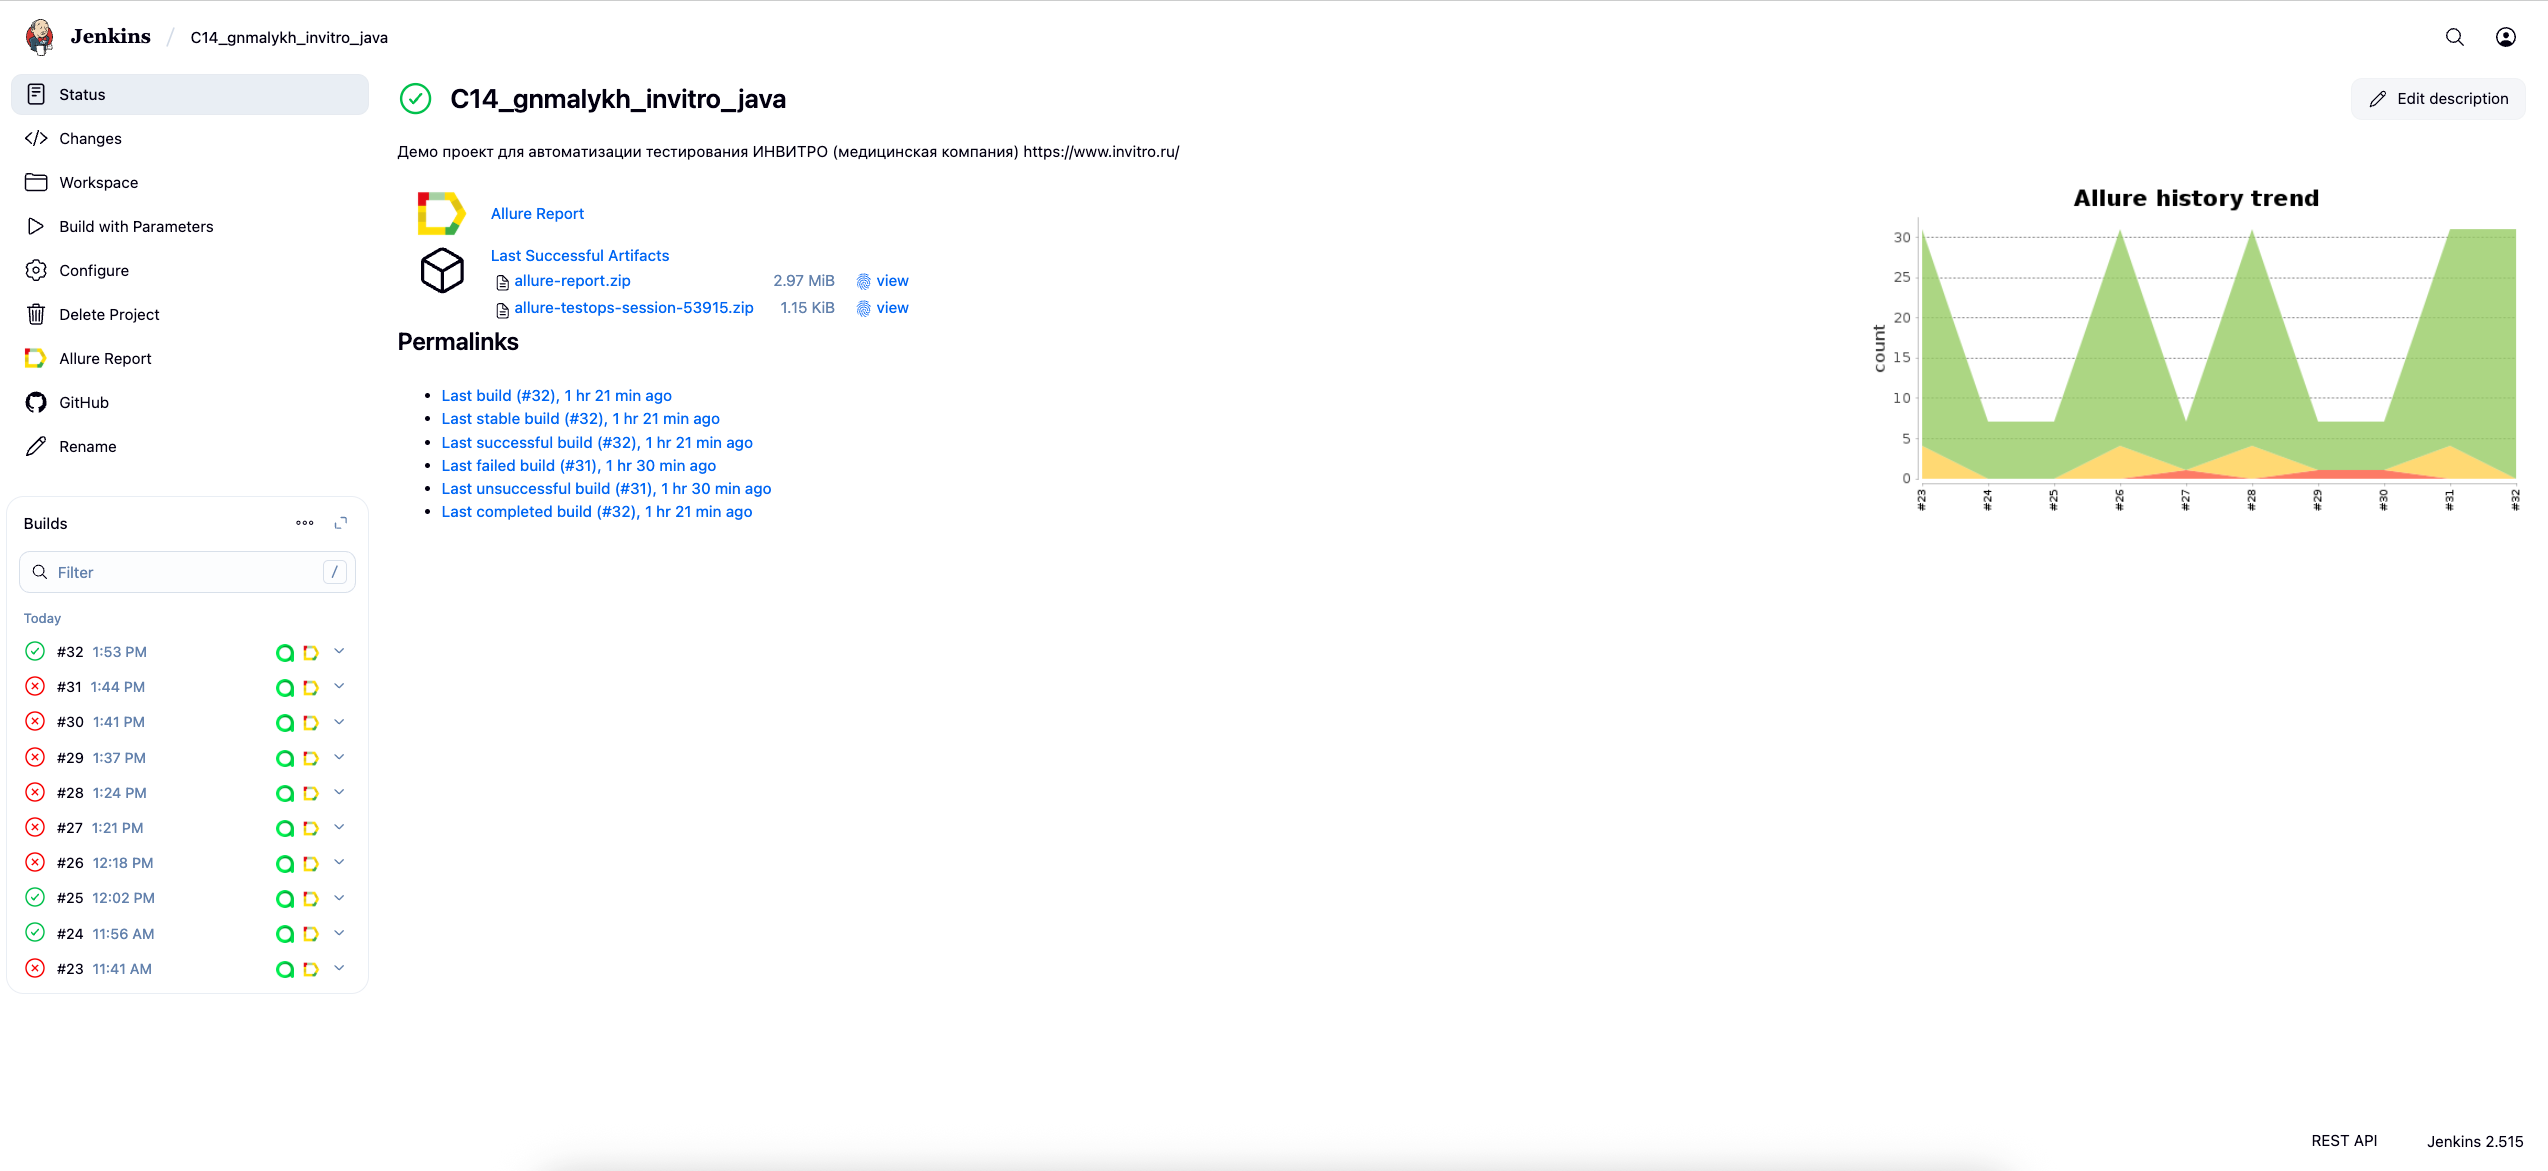 Jenkins / C14_gnmalykh_invitro_java
Status
Changes
Workspace
Build with Parameters
Configure
Delete Project
Allure Report
GitHub
Rename
Builds
Filter /
Today
#32 1:53 PM
#31 1:44 PM
#30 1:41 PM
#29 1:37 PM
#28 1:24 PM
#27 1:21 PM
#26 12:18 PM
#25 12:02 PM
#24 11:56 AM
#23 11:41 AM
C14_gnmalykh_invitro_java
Edit description
Демо проект для автоматизации тестирования ИНВИТРО (медицинская компания) https://www.invitro.ru/
Allure Report
Last Successful Artifacts
allure-report.zip 2.97 MiB view
allure-testops-session-53915.zip 1.15 KiB view
Permalinks
Last build (#32), 1 hr 21 min ago
Last stable build (#32), 1 hr 21 min ago
Last successful build (#32), 1 hr 21 min ago
Last failed build (#31), 1 hr 30 min ago
Last unsuccessful build (#31), 1 hr 30 min ago
Last completed build (#32), 1 hr 21 min ago
Allure history trend
count
30
25
20
15
10
5
0
#23 #24 #25 #26 #27 #28 #29 #30 #31 #32
REST API Jenkins 2.515